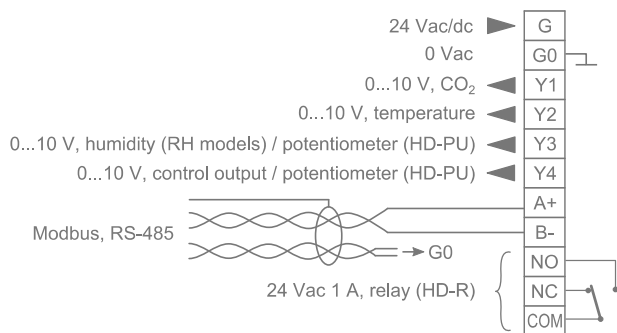 24 Vac/dc G
0 Vac G0
0...10 V, CO₂ Y1
0...10 V, temperature Y2
0...10 V, humidity (RH models) / potentiometer (HD-PU) Y3
0...10 V, control output / potentiometer (HD-PU) Y4
A+
Modbus, RS-485 B-
G0
NO
24 Vac 1 A, relay (HD-R) NC
COM